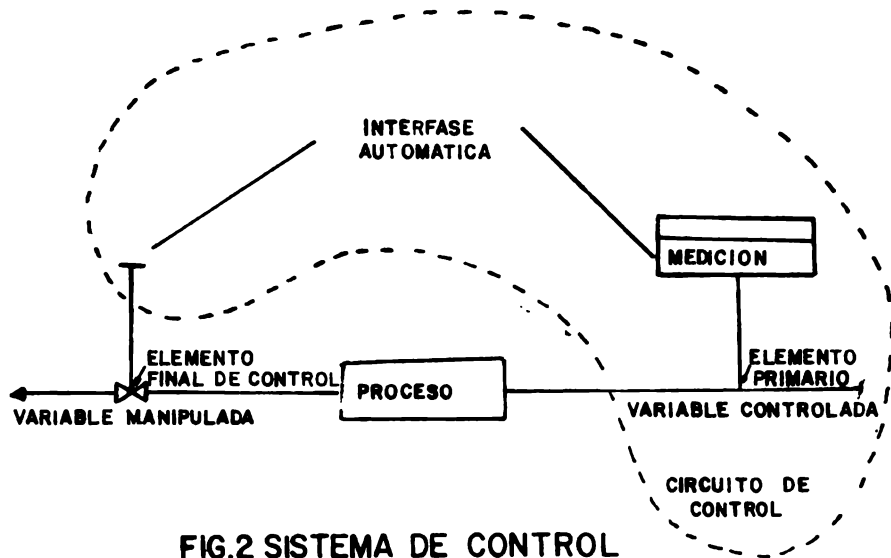 INTERFASE
AUTOMATICA
MEDICION
ELEMENTO
FINAL DE CONTROL
PROCESO
ELEMENTO
PRIMARIO
VARIABLE MANIPULADA
VARIABLE CONTROLADA
CIRCUITO DE
CONTROL
FIG.2 SISTEMA DE CONTROL